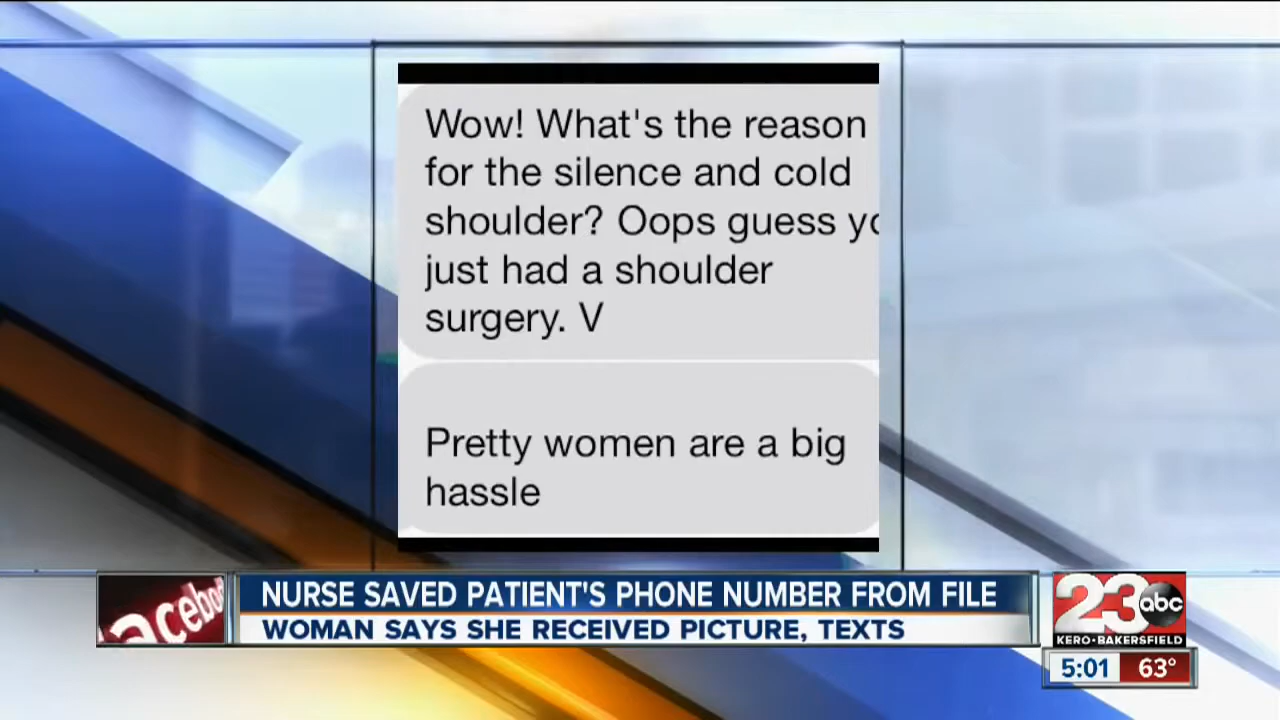 Wow! What's the reason
for the silence and cold
shoulder? Oops guess
just had a shoulder
surgery. V
Pretty women are a big
hassle
NURSE SAVED PATIENT'S PHONE NUMBER FROM FILE
WOMAN SAYS SHE RECEIVED PICTURE, TEXTS
acebo
23 abc
KERO·BAKERSFIELD
5:01 63°